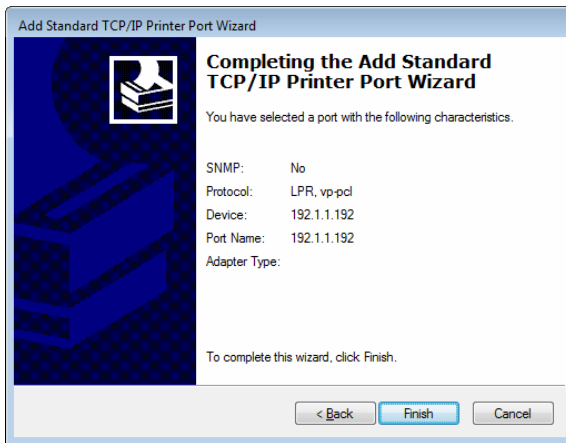 Add Standard TCP/IP Printer Port Wizard
Completing the Add Standard
TCP/IP Printer Port Wizard
You have selected a port with the following characteristics.
SNMP: No
Protocol: LPR, vp-pcl
Device: 192.1.1.192
Port Name: 192.1.1.192
Adapter Type:
To complete this wizard, click Finish.
< Back Finish Cancel